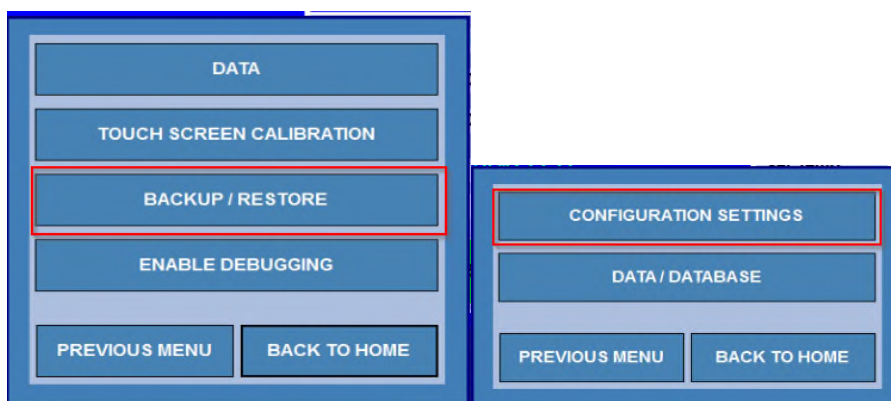 DATA
TOUCH SCREEN CALIBRATION
BACKUP / RESTORE
ENABLE DEBUGGING
PREVIOUS MENU BACK TO HOME
CONFIGURATION SETTINGS
DATA / DATABASE
PREVIOUS MENU BACK TO HOME